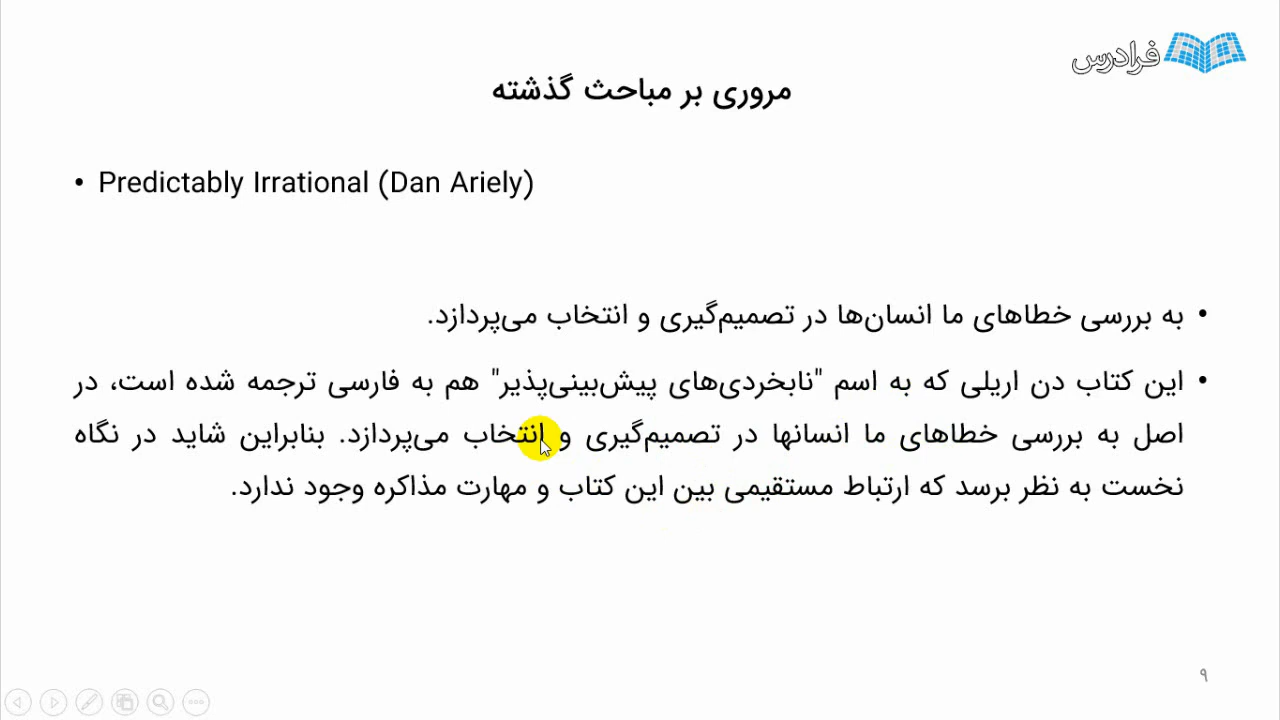 فرادرس
مروری بر مباحث گذشته
• Predictably Irrational (Dan Ariely)
• به بررسی خطاهای ما انسان‌ها در تصمیم‌گیری و انتخاب می‌پردازد.
• این کتاب دن اریلی که به اسم "نابخردی‌های پیش‌بینی‌پذیر" هم به فارسی ترجمه شده است، در
اصل به بررسی خطاهای ما انسانها در تصمیم‌گیری و انتخاب می‌پردازد. بنابراین شاید در نگاه
نخست به نظر برسد که ارتباط مستقیمی بین این کتاب و مهارت مذاکره وجود ندارد.
۹